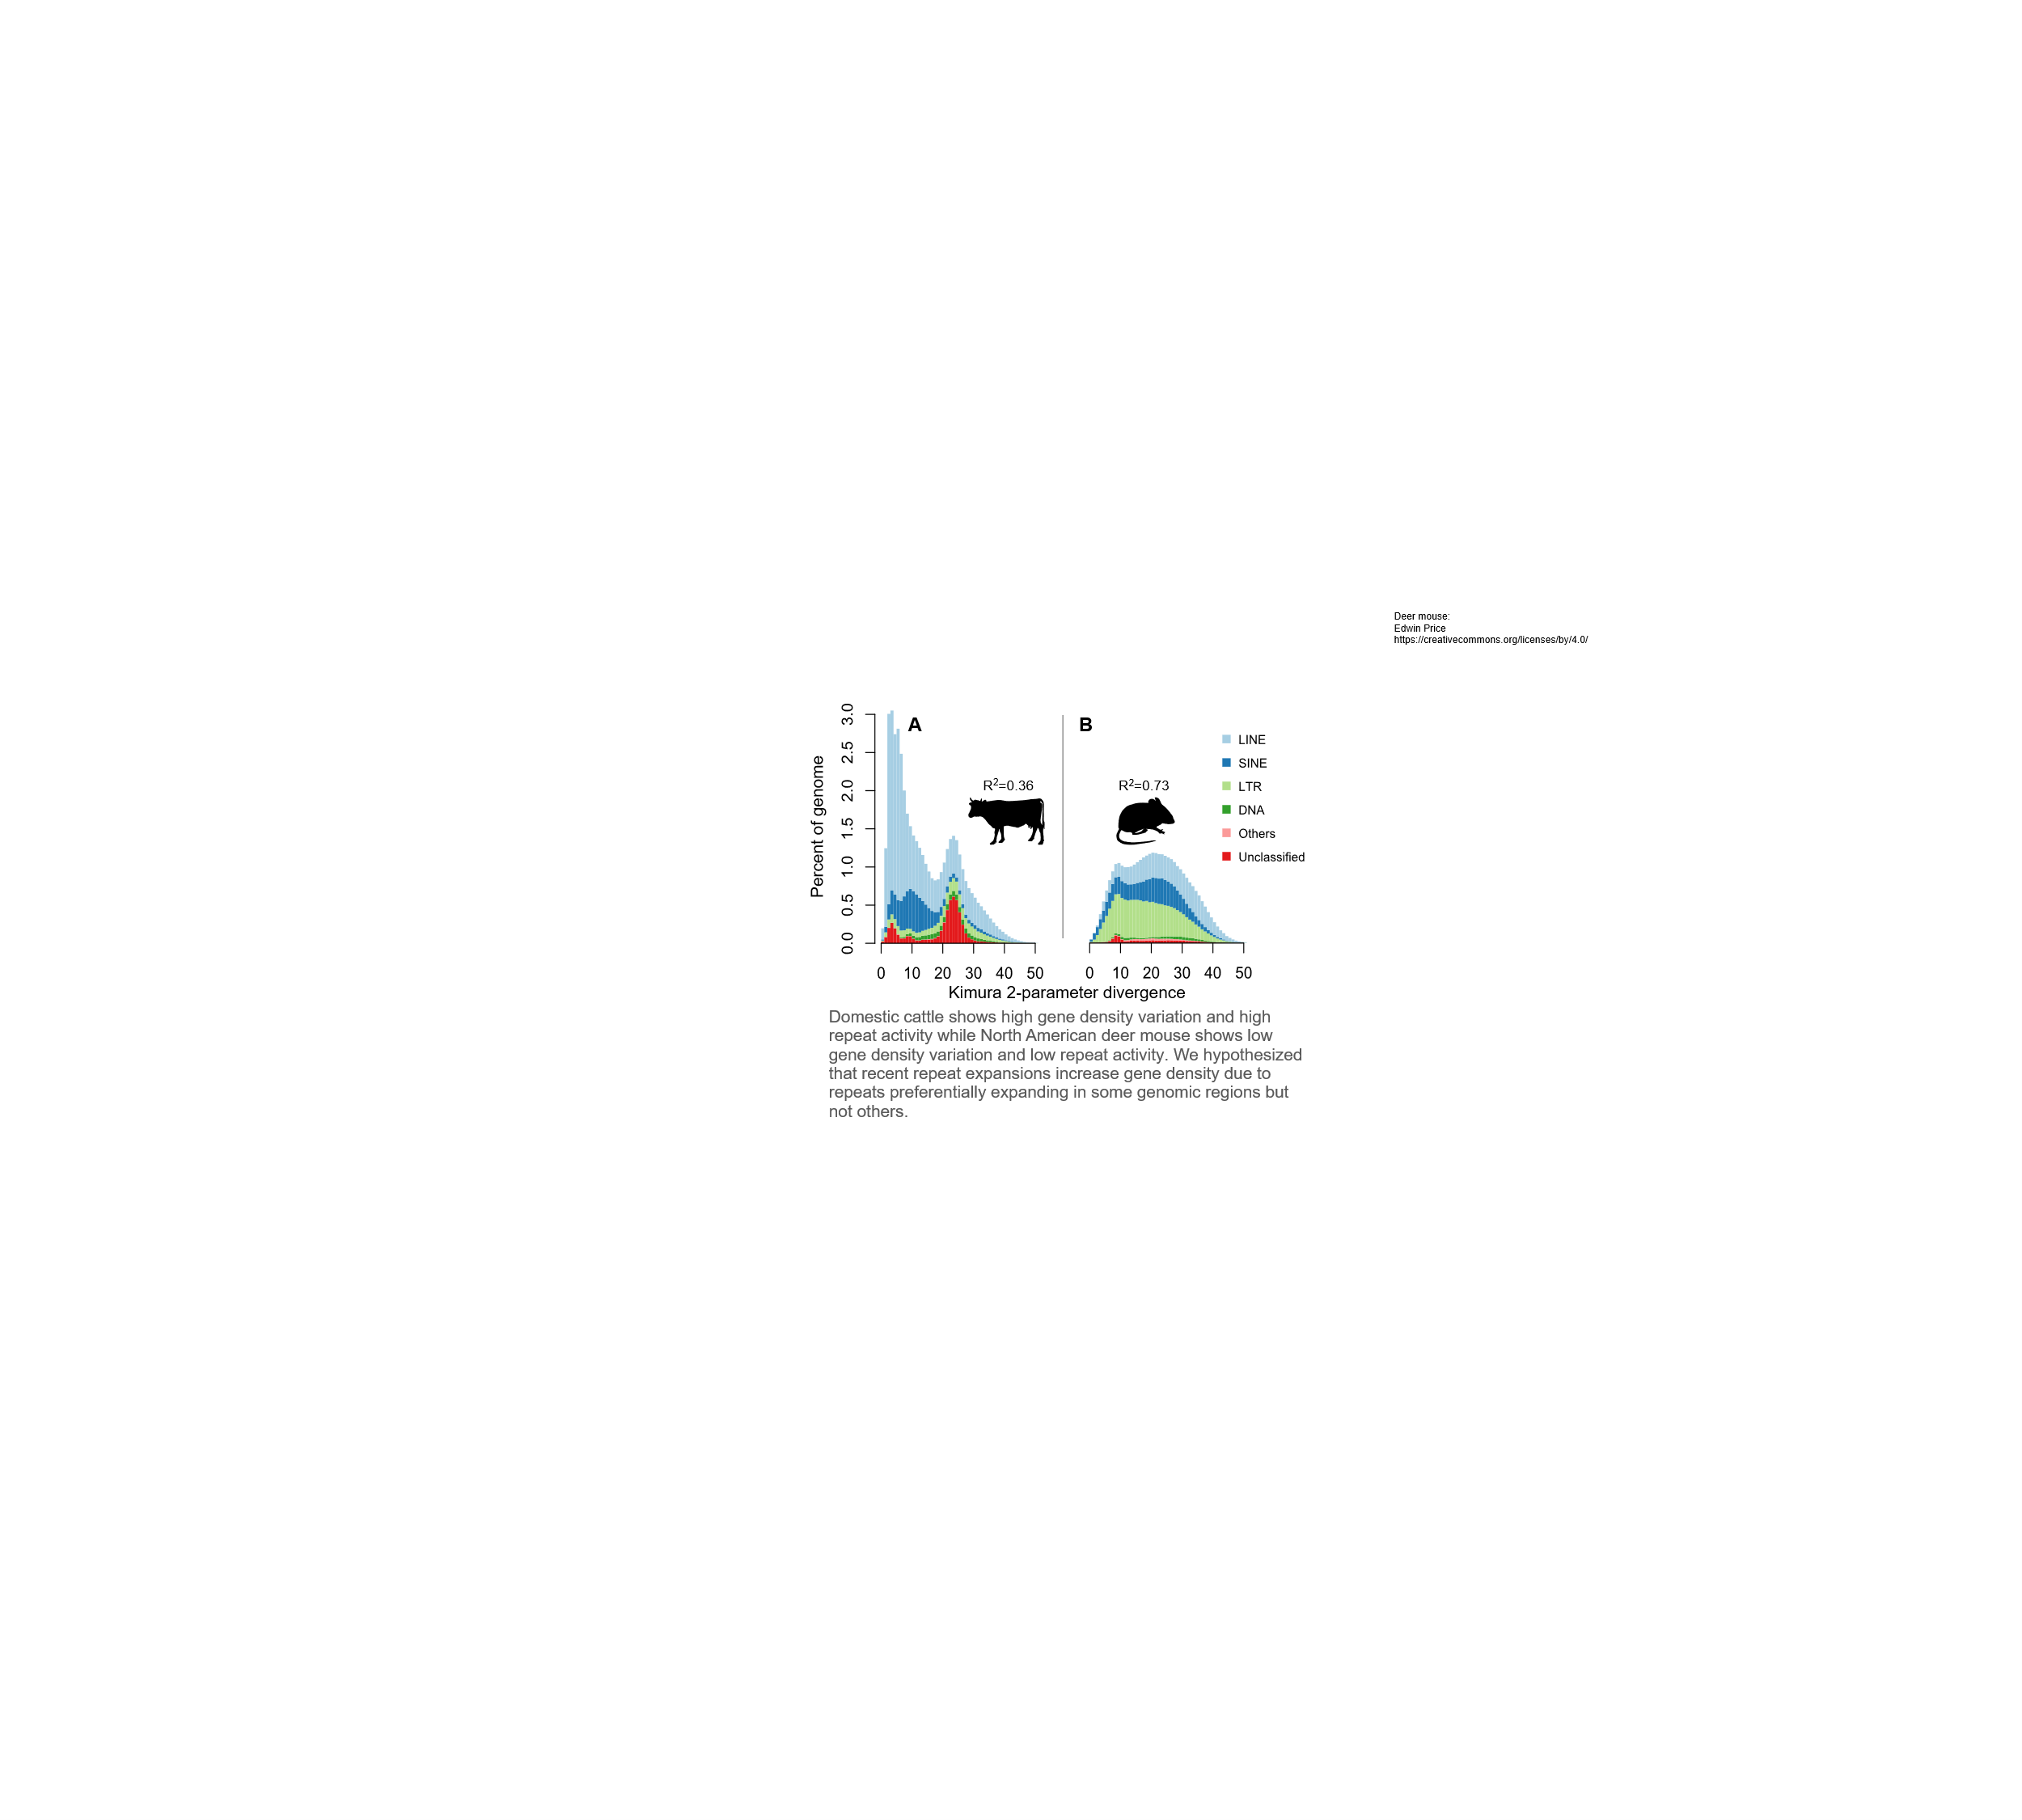 Deer mouse:
Edwin Price
https://creativecommons.org/licenses/by/4.0/
A
B
R²=0.36
R²=0.73
LINE
SINE
LTR
DNA
Others
Unclassified
Percent of genome
3.0
2.5
2.0
1.5
1.0
0.5
0.0
0 10 20 30 40 50
0 10 20 30 40 50
Kimura 2-parameter divergence
Domestic cattle shows high gene density variation and high
repeat activity while North American deer mouse shows low
gene density variation and low repeat activity. We hypothesized
that recent repeat expansions increase gene density due to
repeats preferentially expanding in some genomic regions but
not others.